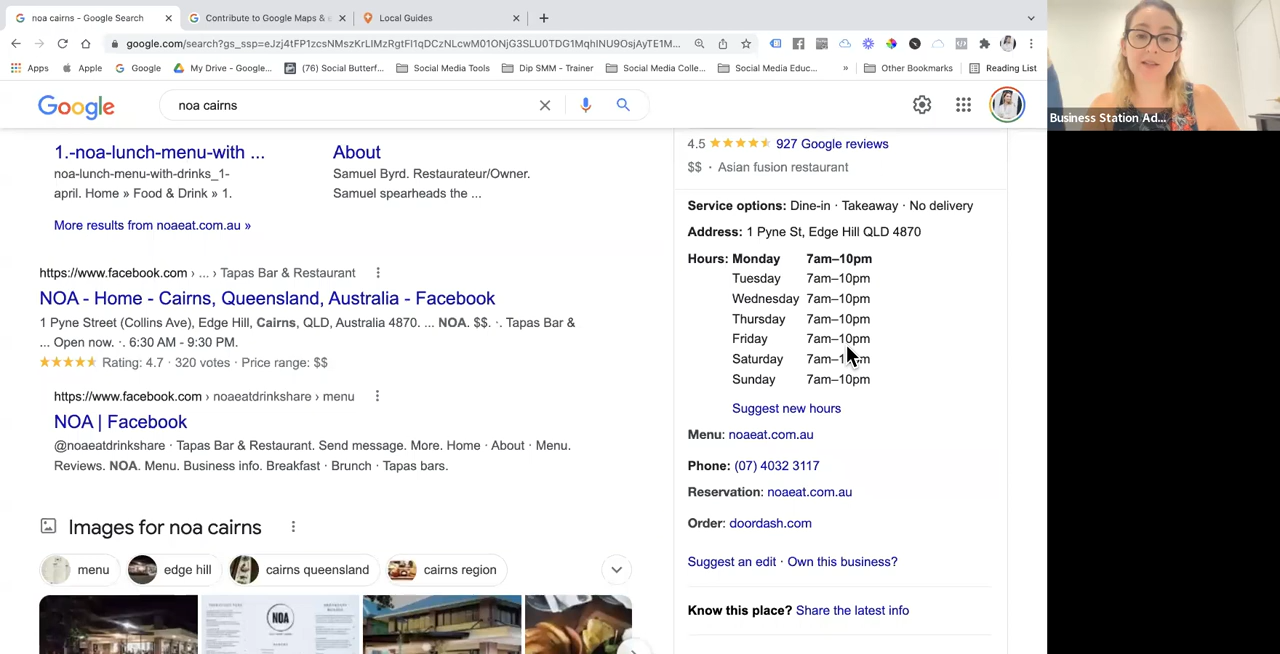 noa cairns - Google Search
Contribute to Google Maps &
Local Guides
google.com/search?gs_ssp=eJzj4tFP1zcsNMszKrLIMzRgtFI1qDCzNLcwM01ONjG3SLU0TDG1MqhINU9OsjAyTE1M...
Apps
Apple
Google
My Drive - Google...
(76) Social Butterf...
Social Media Tools
Dip SMM - Trainer
Social Media Colle...
Social Media Educ...
»
Other Bookmarks
Reading List
Business Station Ad...
Google
noa cairns
1.-noa-lunch-menu-with ...
noa-lunch-menu-with-drinks_1-
april. Home » Food & Drink » 1.
About
Samuel Byrd. Restaurateur/Owner.
Samuel spearheads the ...
More results from noaeat.com.au »
https://www.facebook.com › ... › Tapas Bar & Restaurant
NOA - Home - Cairns, Queensland, Australia - Facebook
1 Pyne Street (Collins Ave), Edge Hill, Cairns, QLD, Australia 4870. ... NOA. $$. ·. Tapas Bar &
... Open now. ·. 6:30 AM - 9:30 PM.
Rating: 4.7 · 320 votes · Price range: $$
https://www.facebook.com › noaeatdrinkshare › menu
NOA | Facebook
@noaeatdrinkshare · Tapas Bar & Restaurant. Send message. More. Home · About · Menu.
Reviews. NOA. Menu. Business info. Breakfast · Brunch · Tapas bars.
Images for noa cairns
menu
edge hill
cairns queensland
cairns region
NOA
4.5 927 Google reviews
$$ · Asian fusion restaurant
Service options: Dine-in · Takeaway · No delivery
Address: 1 Pyne St, Edge Hill QLD 4870
Hours: Monday 7am–10pm
Tuesday 7am–10pm
Wednesday 7am–10pm
Thursday 7am–10pm
Friday 7am–10pm
Saturday
Sunday 7am–10pm
Suggest new hours
Menu: noaeat.com.au
Phone: (07) 4032 3117
Reservation: noaeat.com.au
Order: doordash.com
Suggest an edit · Own this business?
Know this place? Share the latest info